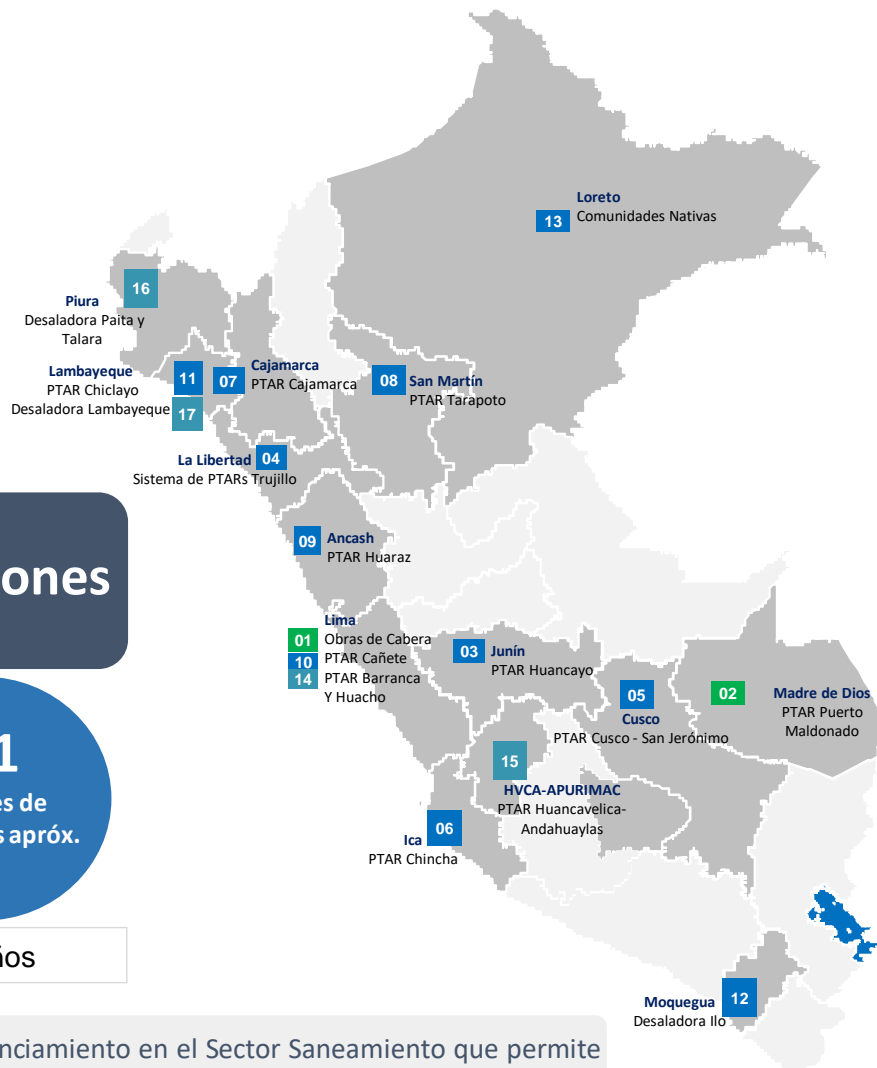 Loreto
13 Comunidades Nativas
16
Piura
Desaladora Paita y
Talara
Lambayeque
PTAR Chiclayo
Desaladora Lambayeque
11
17
07
Cajamarca
PTAR Cajamarca
08
San Martín
PTAR Tarapoto
La Libertad 04
Sistema de PTARs Trujillo
09
Ancash
PTAR Huaraz
ones
Lima
01 Obras de Cabera
10 PTAR Cañete
14 PTAR Barranca
Y Huacho
03
Junín
PTAR Huancayo
05
Cusco
PTAR Cusco - San Jerónimo
02
Madre de Dios
PTAR Puerto
Maldonado
1
es de
s apróx.
15
HVCA-APURIMAC
PTAR Huancavelica-
Andahuaylas
06
Ica
PTAR Chincha
ños
12
Moquegua
Desaladora Ilo
nciamiento en el Sector Saneamiento que permite